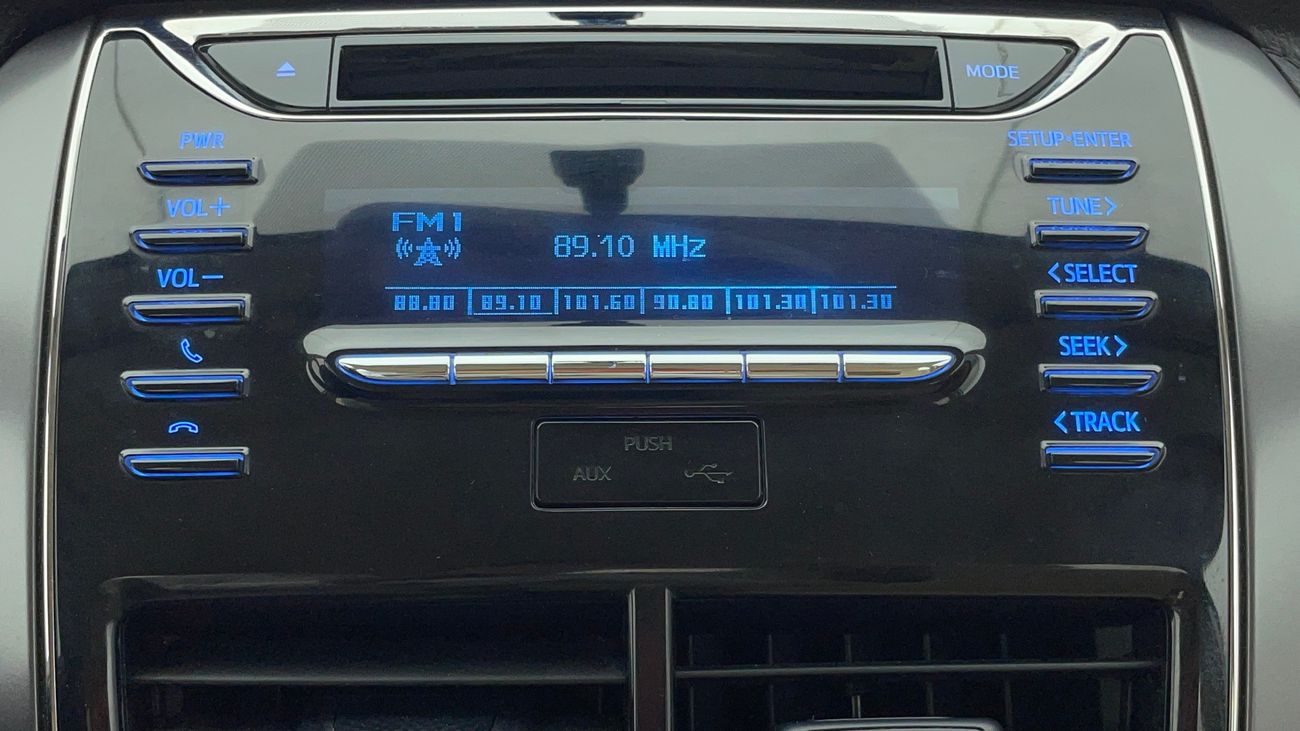 MODE
PWR
SETUP·ENTER
VOL+
TUNE>
FM1
89.10 MHz
VOL−
<SELECT
88.80 89.10 101.60 90.80 101.30 101.30
SEEK>
<TRACK
PUSH
AUX